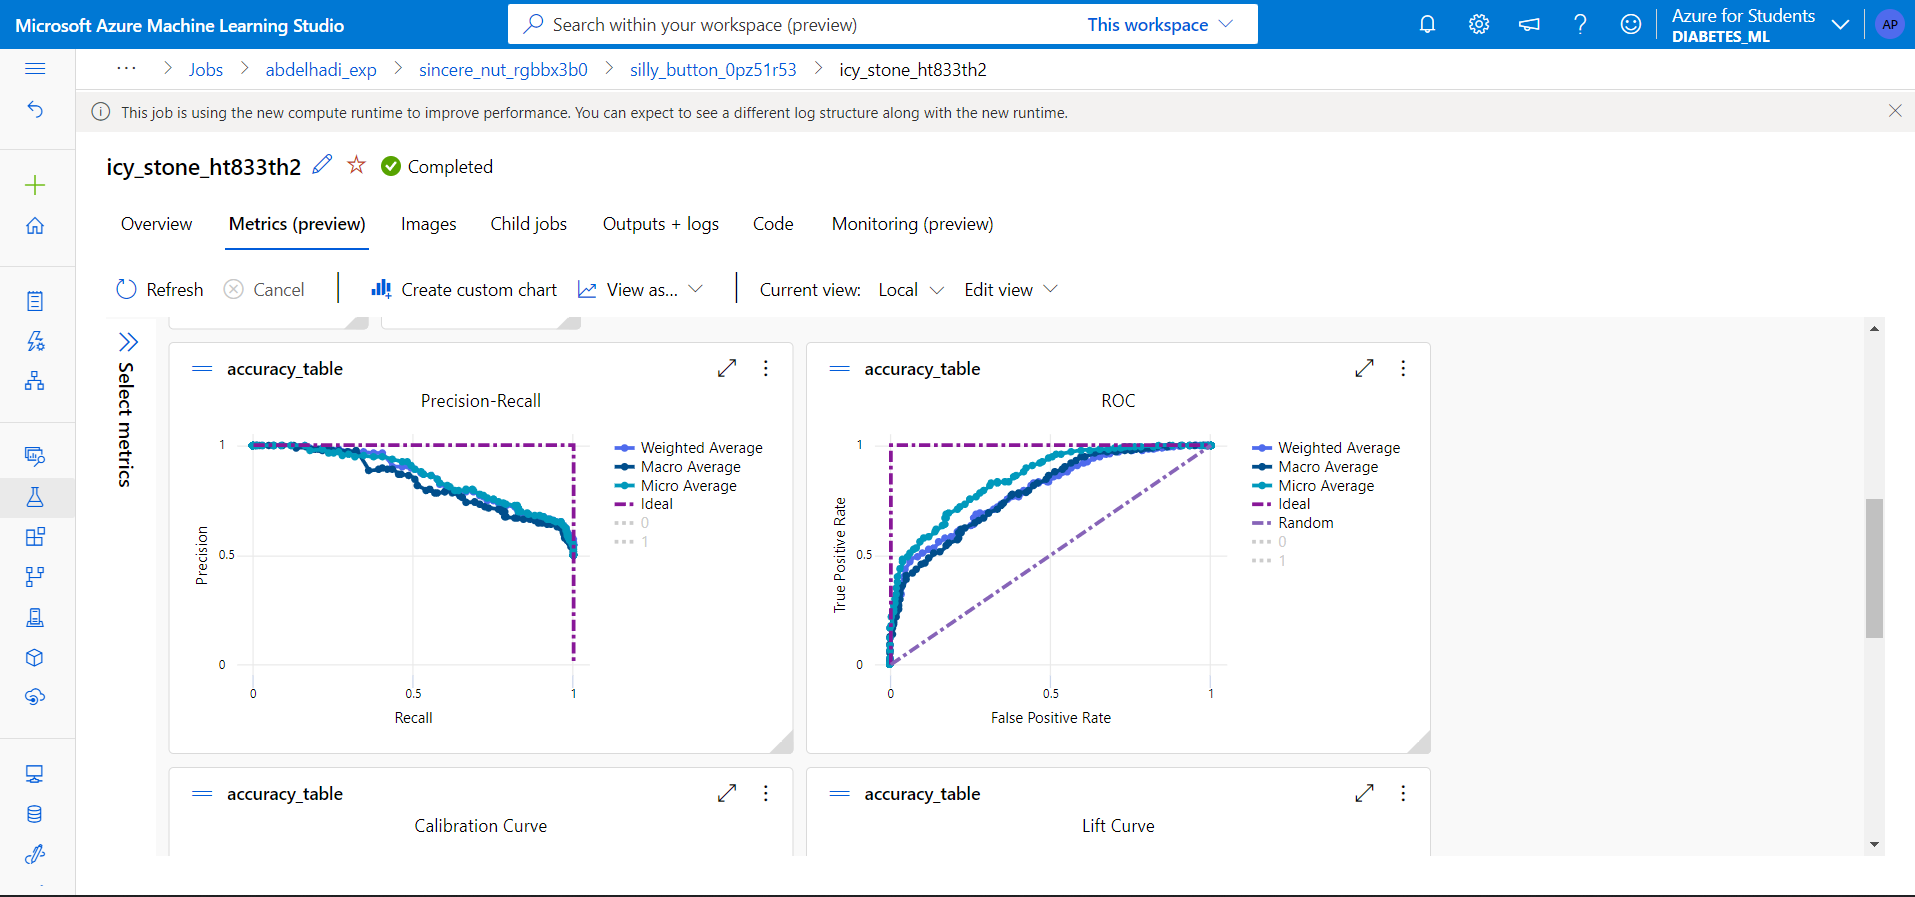 Microsoft Azure Machine Learning Studio
Search within your workspace (preview)
This workspace
Azure for Students
DIABETES_ML
AP
Jobs
abdelhadi_exp
sincere_nut_rgbbx3b0
silly_button_0pz51r53
icy_stone_ht833th2
This job is using the new compute runtime to improve performance. You can expect to see a different log structure along with the new runtime.
icy_stone_ht833th2
Completed
Overview
Metrics (preview)
Images
Child jobs
Outputs + logs
Code
Monitoring (preview)
Refresh
Cancel
Create custom chart
View as...
Current view:
Local
Edit view
Select metrics
accuracy_table
Precision-Recall
1
0.5
0
Precision
0
0.5
1
Recall
Weighted Average
Macro Average
Micro Average
Ideal
0
1
accuracy_table
ROC
1
0.5
0
True Positive Rate
0
0.5
1
False Positive Rate
Weighted Average
Macro Average
Micro Average
Ideal
Random
0
1
accuracy_table
Calibration Curve
accuracy_table
Lift Curve